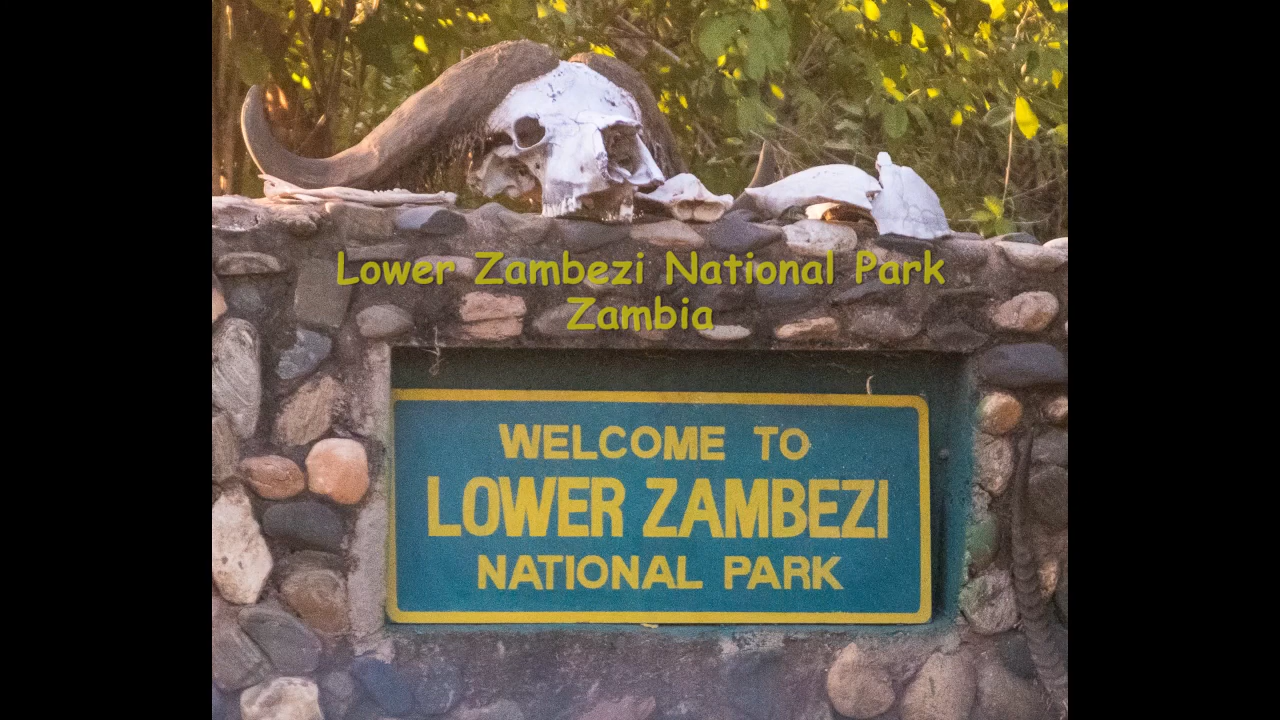 Lower Zambezi National Park
Zambia
WELCOME TO
LOWER ZAMBEZI
NATIONAL PARK